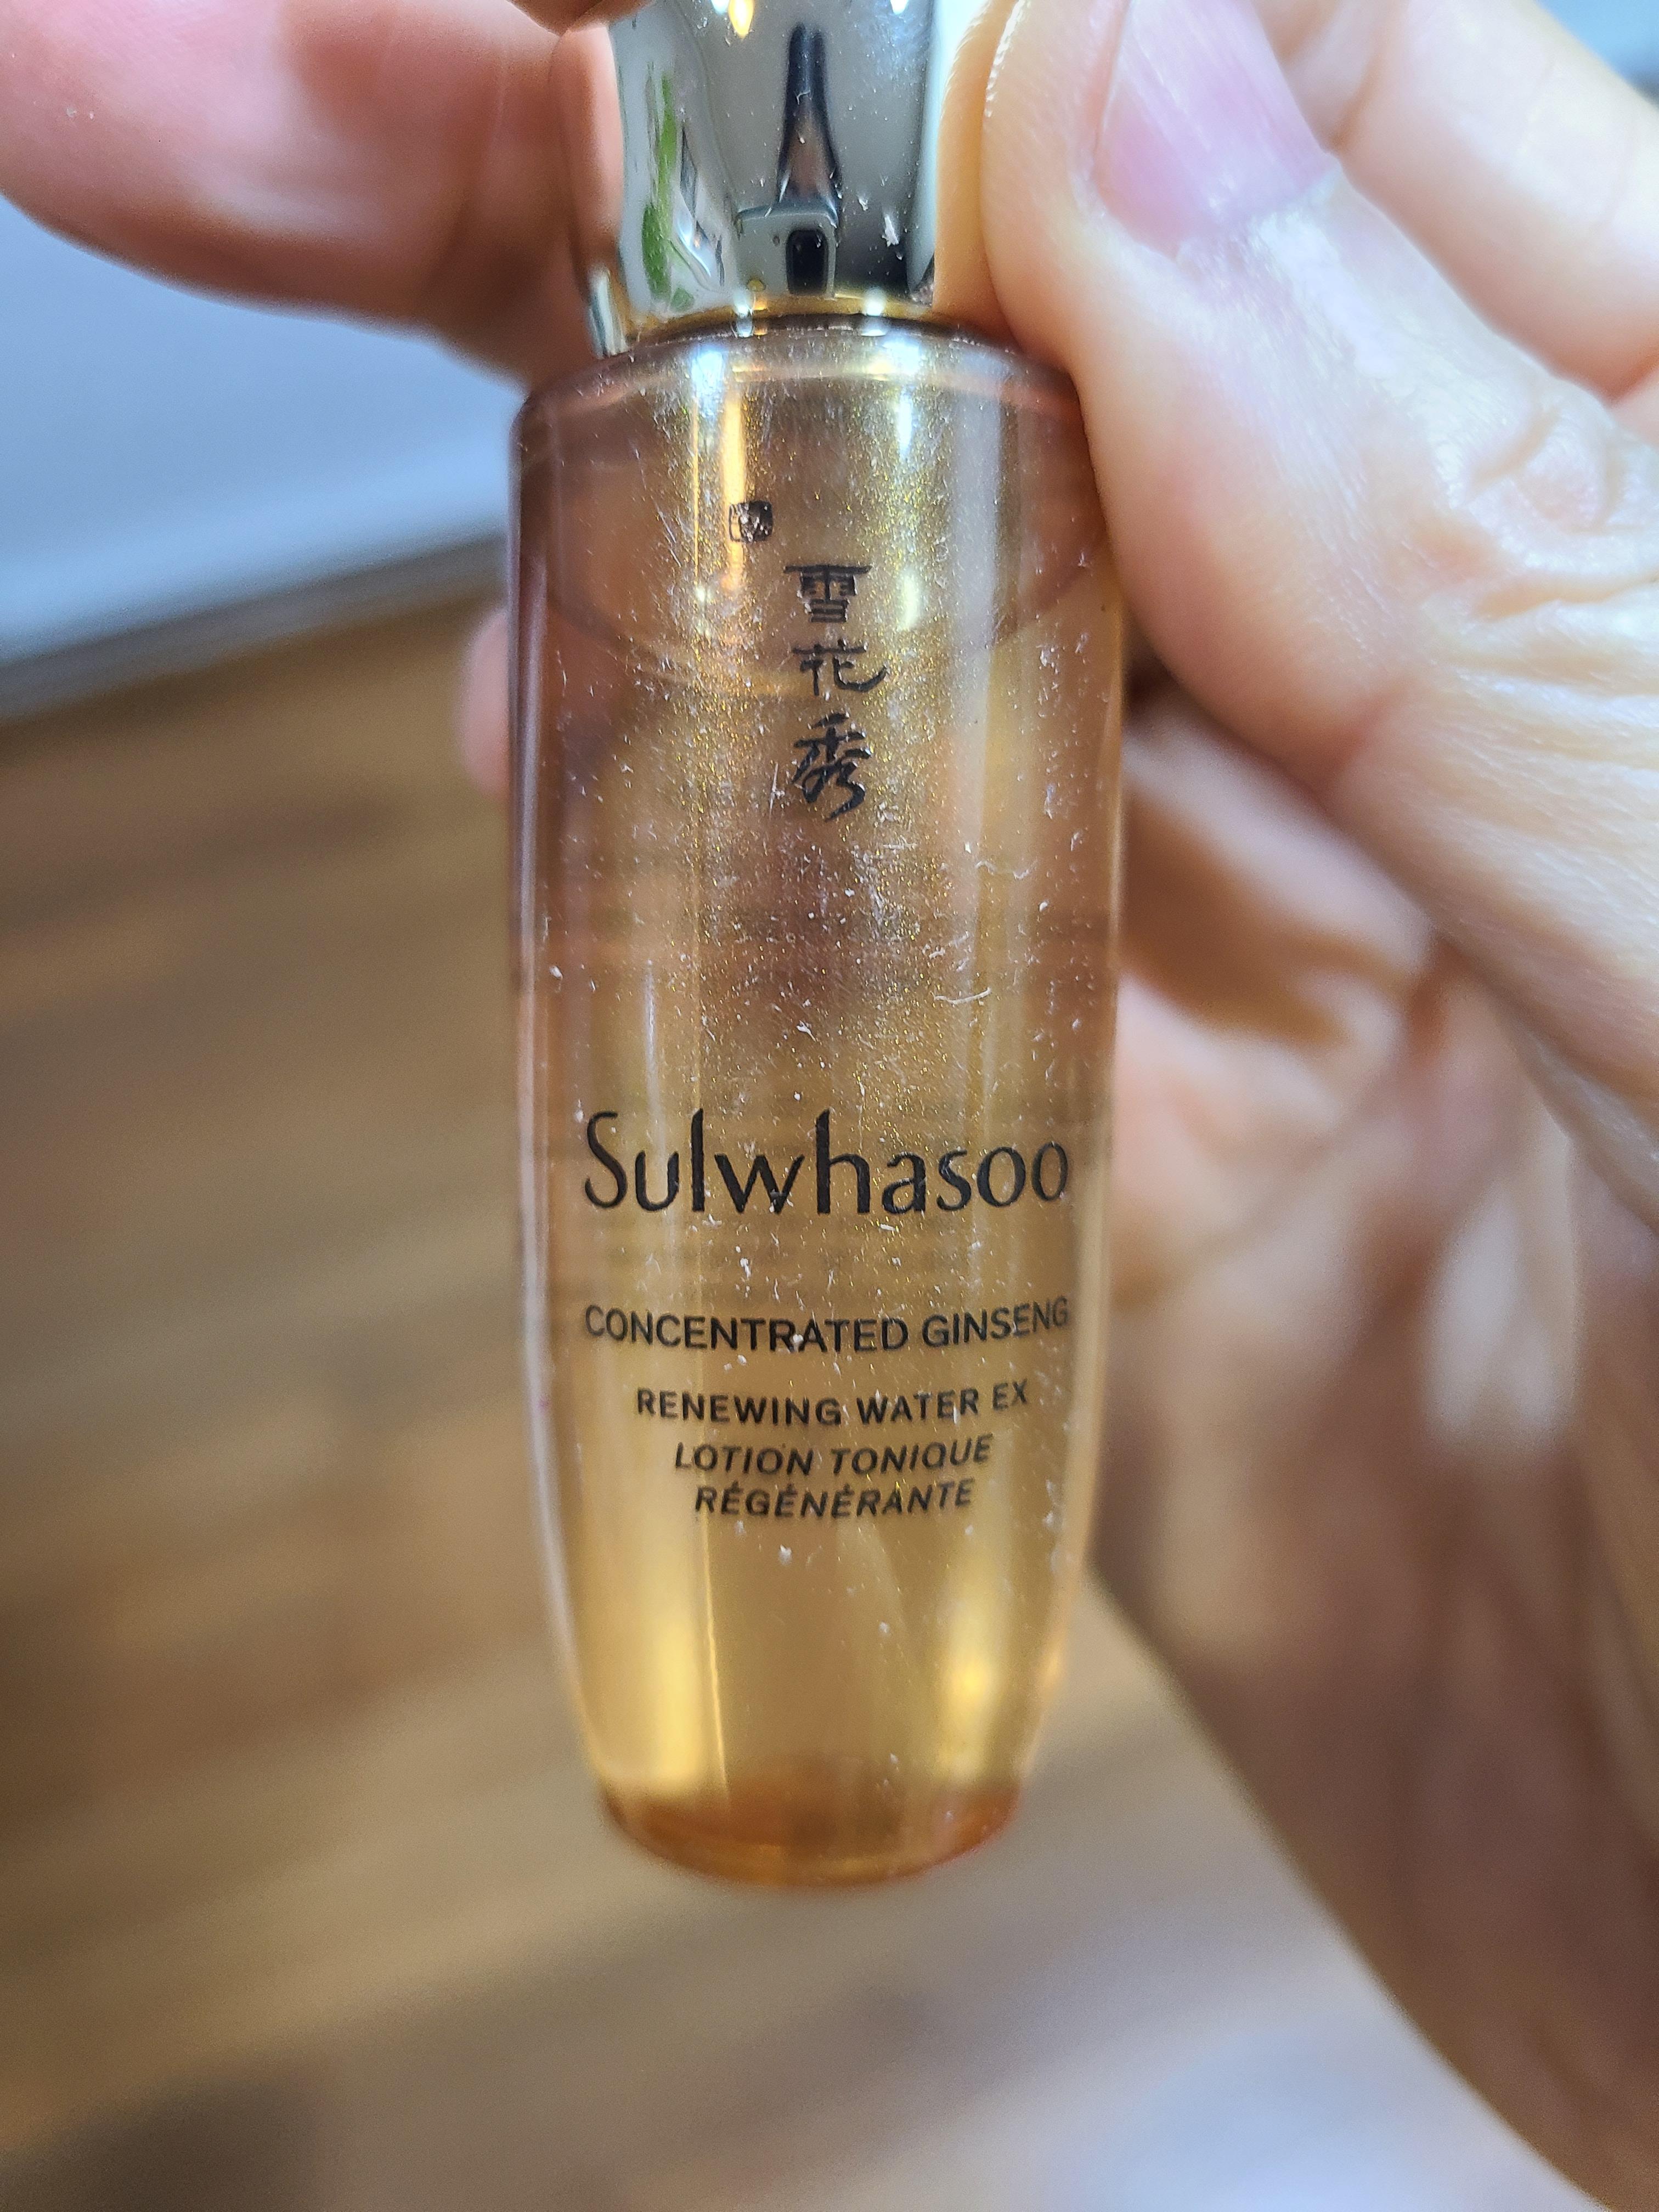 雪
花
秀
Sulwhasoo
CONCENTRATED GINSENG
RENEWING WATER EX
LOTION TONIQUE
RÉGÉNÉRANTE